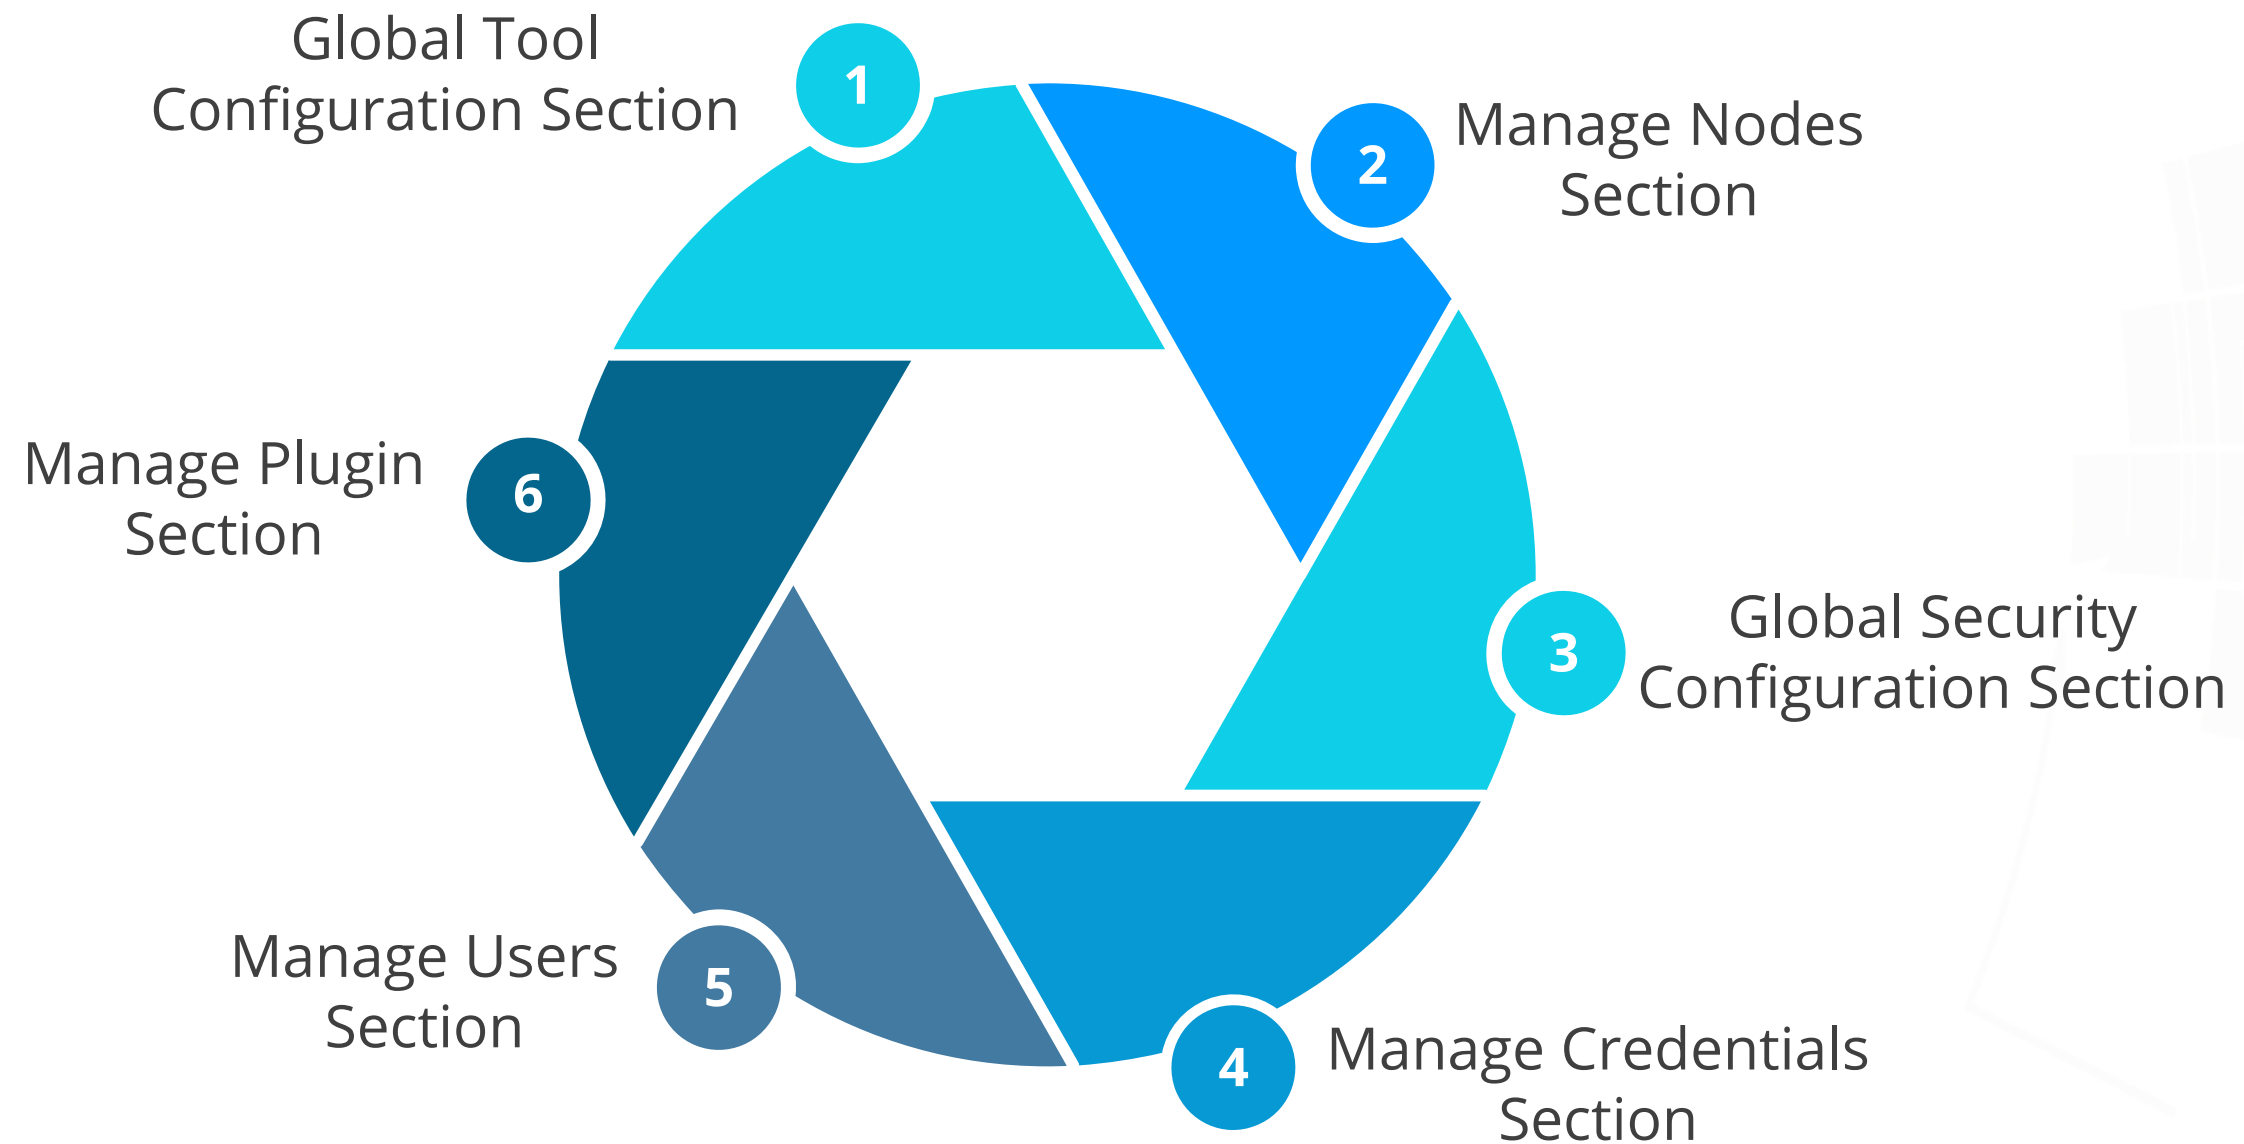 1
Global Tool
Configuration Section
2
Manage Nodes
Section
3
Global Security
Configuration Section
4
Manage Credentials
Section
5
Manage Users
Section
6
Manage Plugin
Section